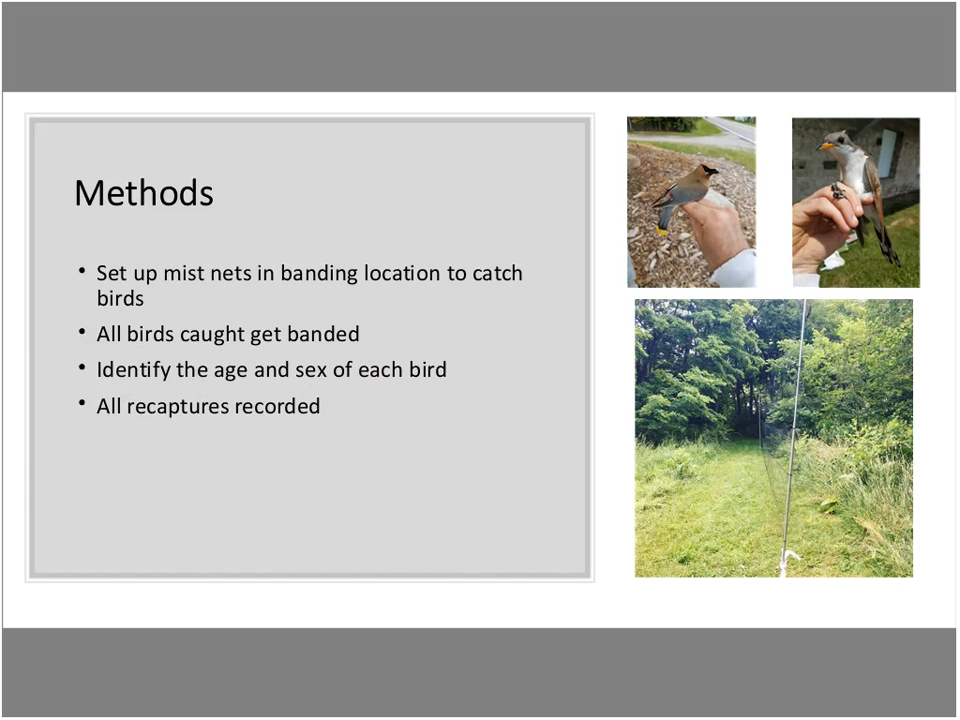 Methods
• Set up mist nets in banding location to catch
birds
• All birds caught get banded
• Identify the age and sex of each bird
• All recaptures recorded